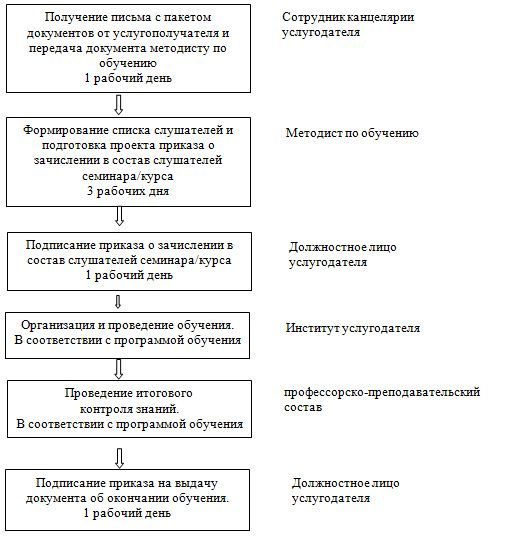 Получение письма с пакетом
документов от услугополучателя и
передача документа методисту по
обучению
1 рабочий день
Сотрудник канцелярии
услугодателя
Формирование списка слушателей и
подготовка проекта приказа о
зачислении в состав слушателей
семинара/курса
3 рабочих дня
Методист по обучению
Подписание приказа о зачислении в
состав слушателей семинара/курса
1 рабочий день
Должностное лицо
услугодателя
Организация и проведение обучения.
В соответствии с программой обучения
Институт услугодателя
Проведение итогового
контроля знаний.
В соответствии с программой обучения
профессорско-преподавательский
состав
Подписание приказа на выдачу
документа об окончании обучения.
1 рабочий день
Должностное лицо
услугодателя